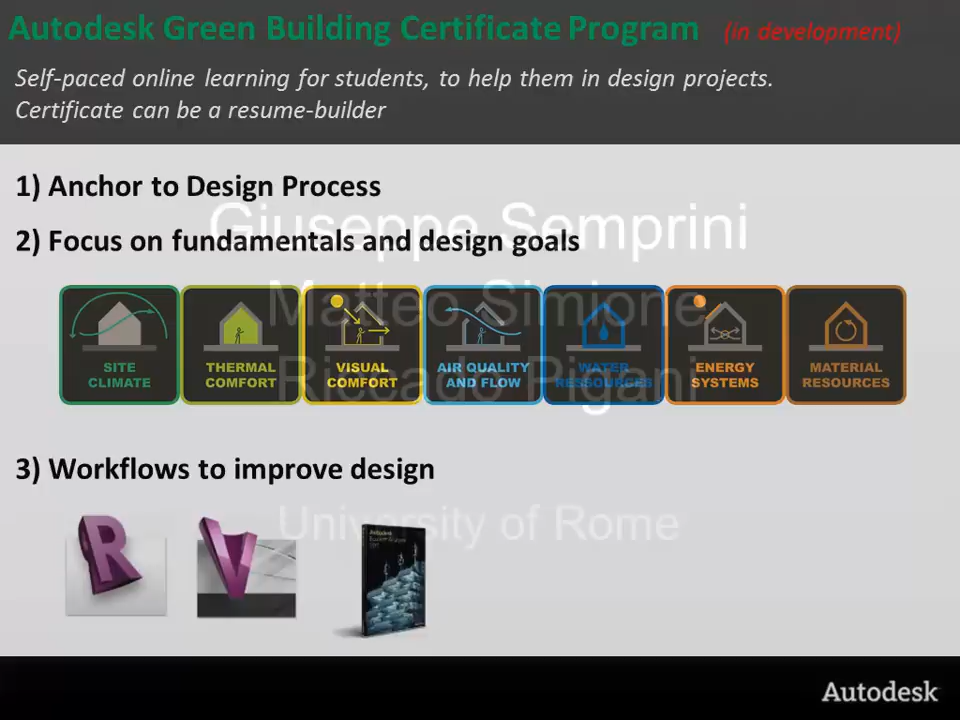 Autodesk Green Building Certificate Program (in development)
Self-paced online learning for students, to help them in design projects.
Certificate can be a resume-builder
1) Anchor to Design Process
Giuseppe Semprini
2) Focus on fundamentals and design goals
Matteo Simione
SITE CLIMATE
THERMAL COMFORT
VISUAL COMFORT
AIR QUALITY AND FLOW
WATER RESSOURCES
ENERGY SYSTEMS
MATERIAL RESOURCES
Riccado Pigani
3) Workflows to improve design
University of Rome
R
V
Autodesk
Autodesk